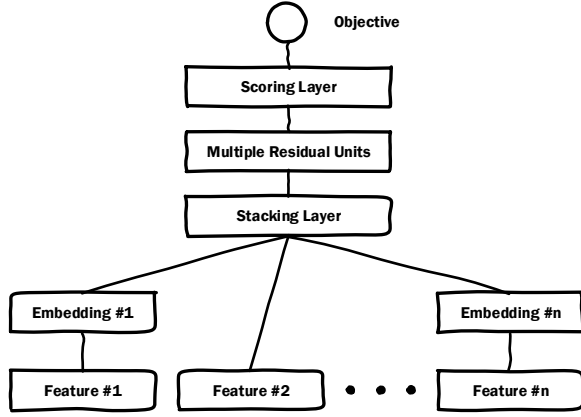 Objective
Scoring Layer
Multiple Residual Units
Stacking Layer
Embedding #1
Embedding #n
Feature #1
Feature #2
Feature #n